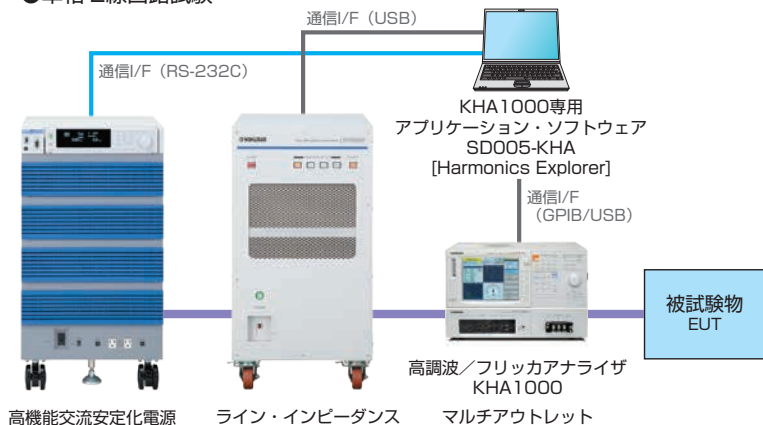 通信I/F（USB）
通信I/F（RS-232C）
KHA1000専用
アプリケーション・ソフトウェア
SD005-KHA
[Harmonics Explorer]
通信I/F
（GPIB/USB）
被試験物
EUT
高調波／フリッカアナライザ
KHA1000
高機能交流安定化電源
ライン・インピーダンス
マルチアウトレット